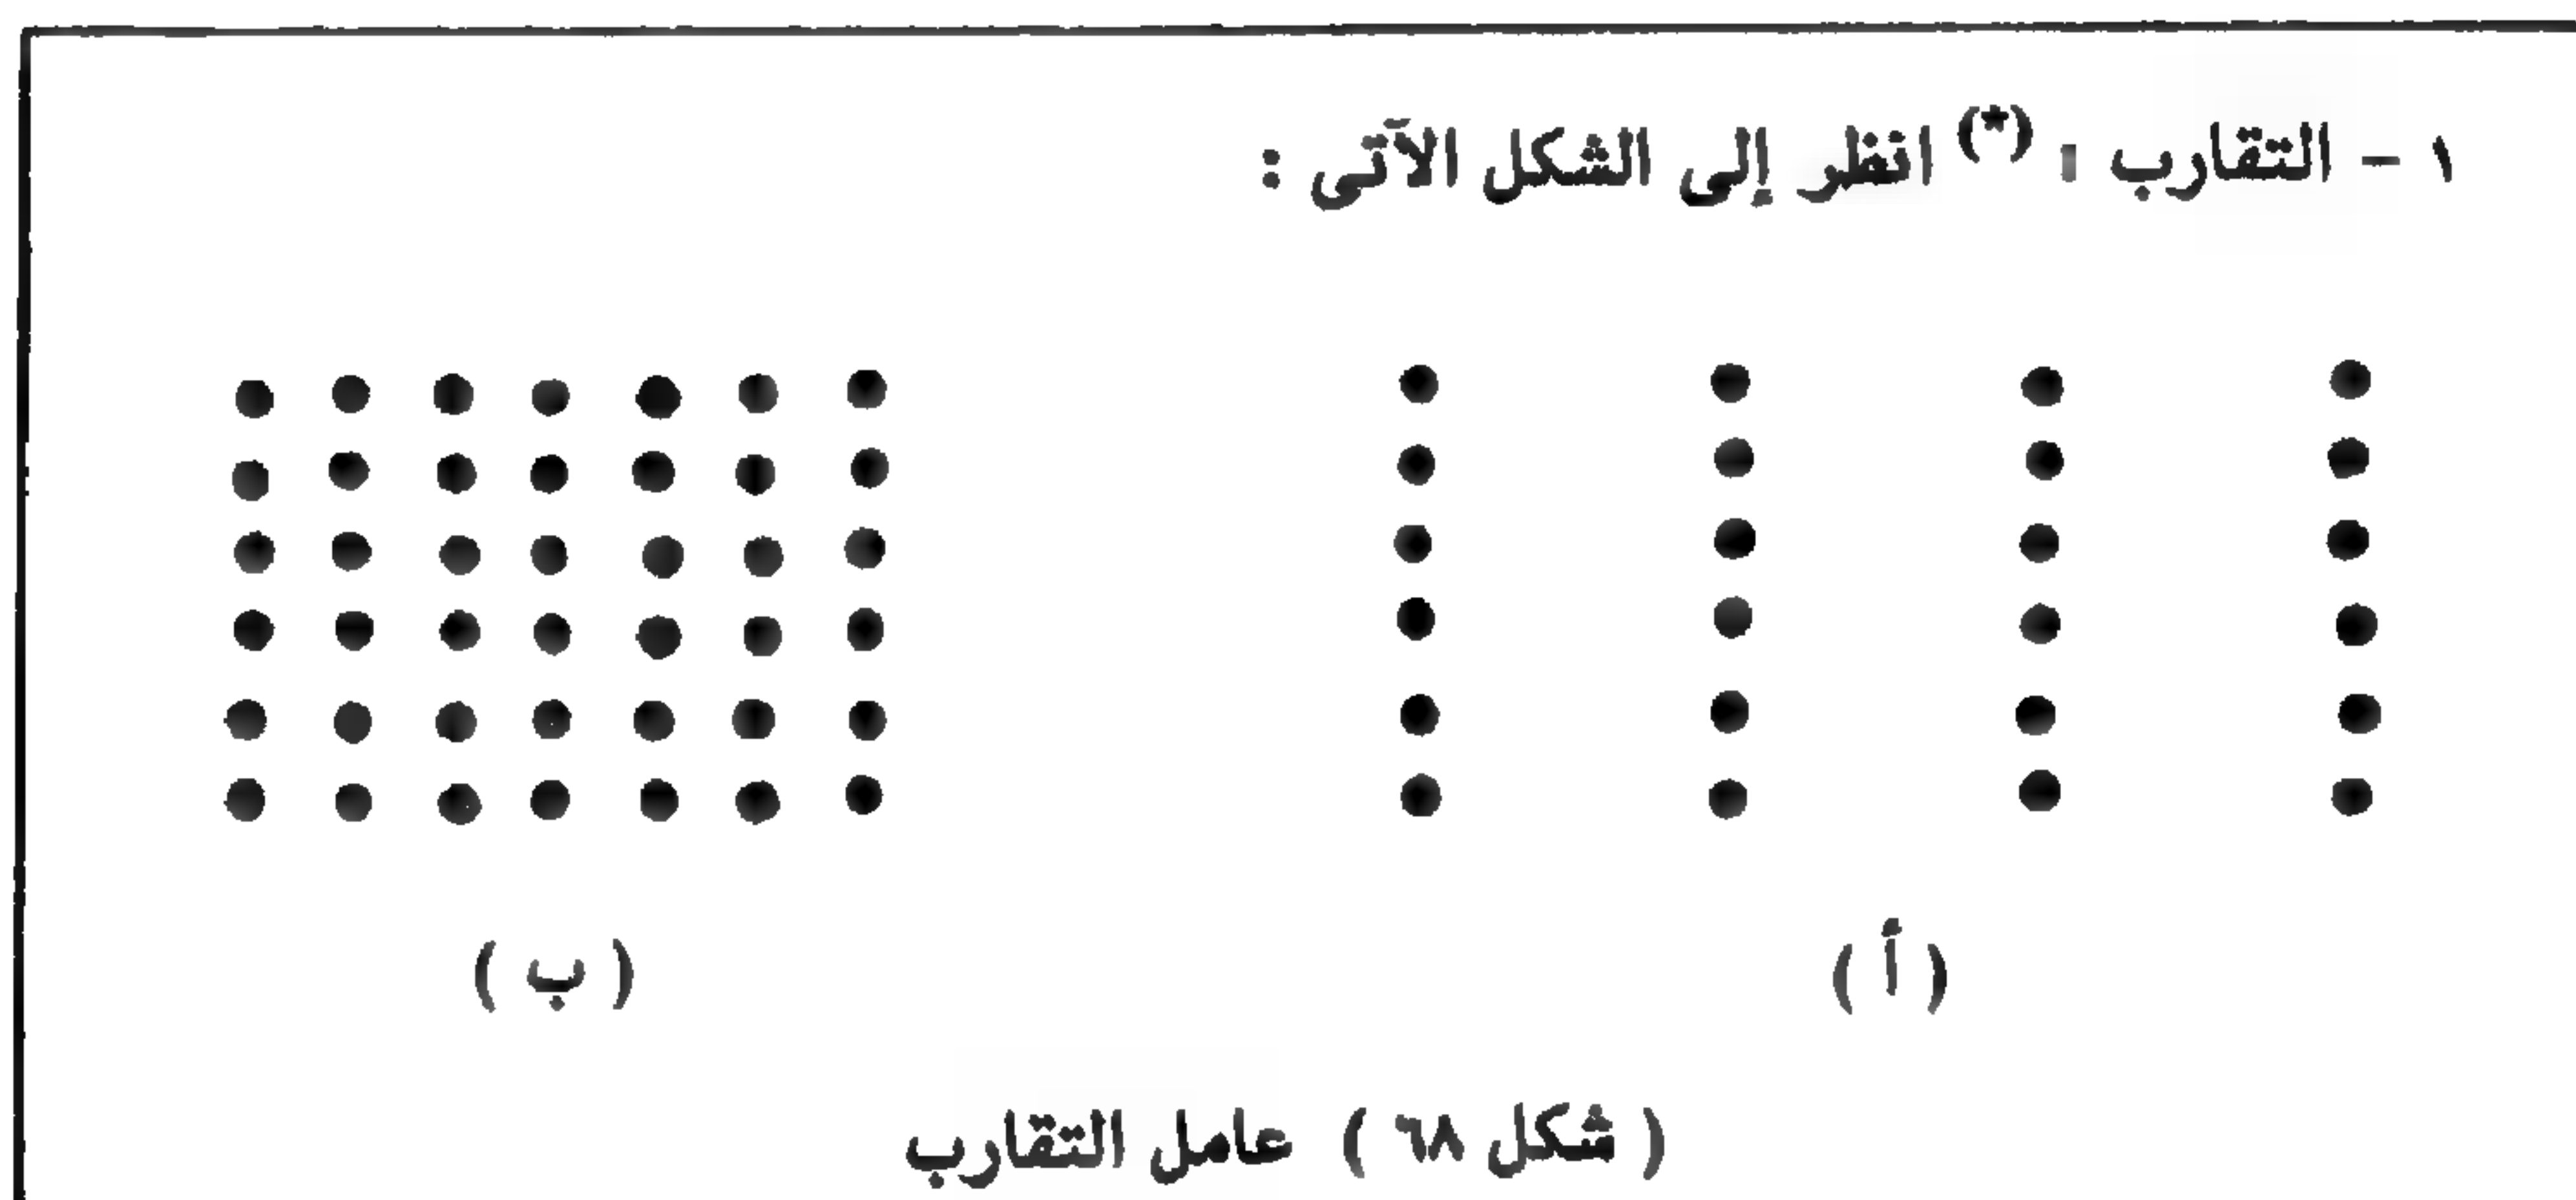 ١ - التقارب : (*) انظر إلى الشكل الآتى :
( أ )
( ب )
( شكل ٦٨ ) عامل التقارب